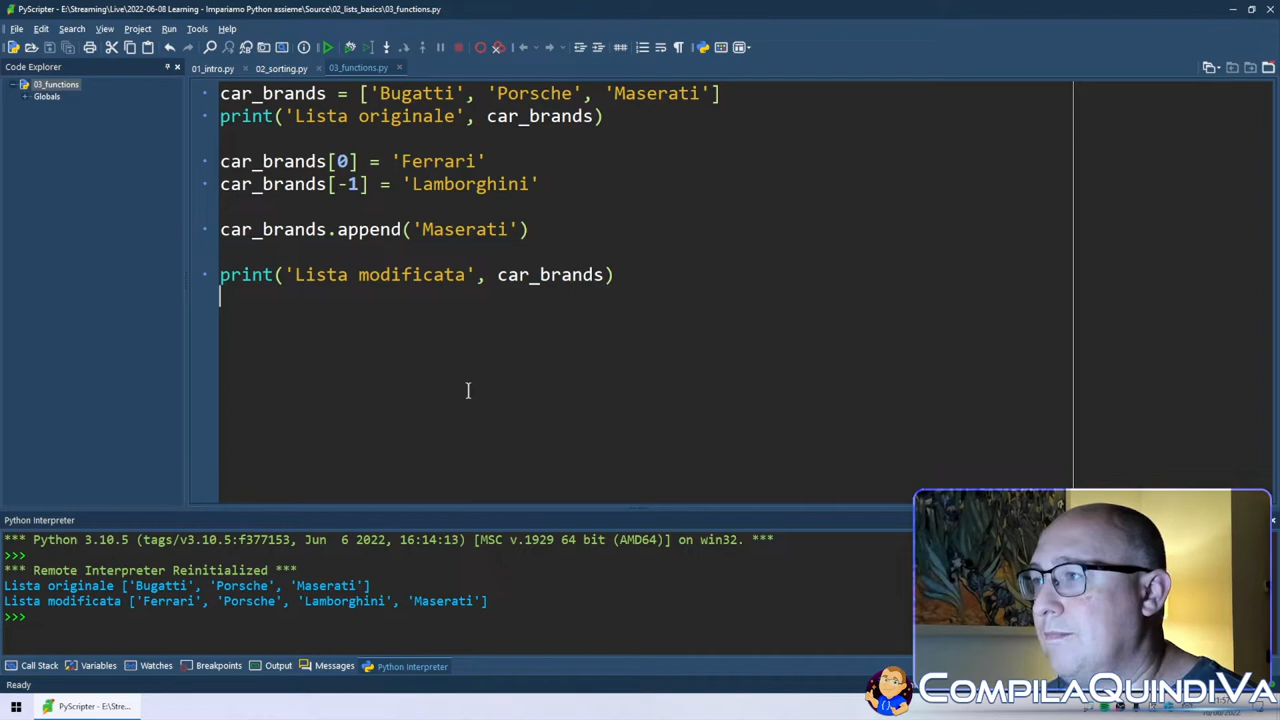 PyScripter - E:\Streaming\Live\2022-06-08 Learning - Impariamo Python assieme\Source\02_lists_basics\03_functions.py
File Edit Search View Project Run Tools Help
Code Explorer
01_intro.py 02_sorting.py 03_functions.py
03_functions
Globals
car_brands = ['Bugatti', 'Porsche', 'Maserati']
print('Lista originale', car_brands)
car_brands[0] = 'Ferrari'
car_brands[-1] = 'Lamborghini'
car_brands.append('Maserati')
print('Lista modificata', car_brands)
Python Interpreter
*** Python 3.10.5 (tags/v3.10.5:f377153, Jun 6 2022, 16:14:13) [MSC v.1929 64 bit (AMD64)] on win32. ***
>>>
*** Remote Interpreter Reinitialized ***
Lista originale ['Bugatti', 'Porsche', 'Maserati']
Lista modificata ['Ferrari', 'Porsche', 'Lamborghini', 'Maserati']
>>>
Call Stack Variables Watches Breakpoints Output Messages Python Interpreter
Ready
COMPILAQUINDIVA
PyScripter - E:\Stre...